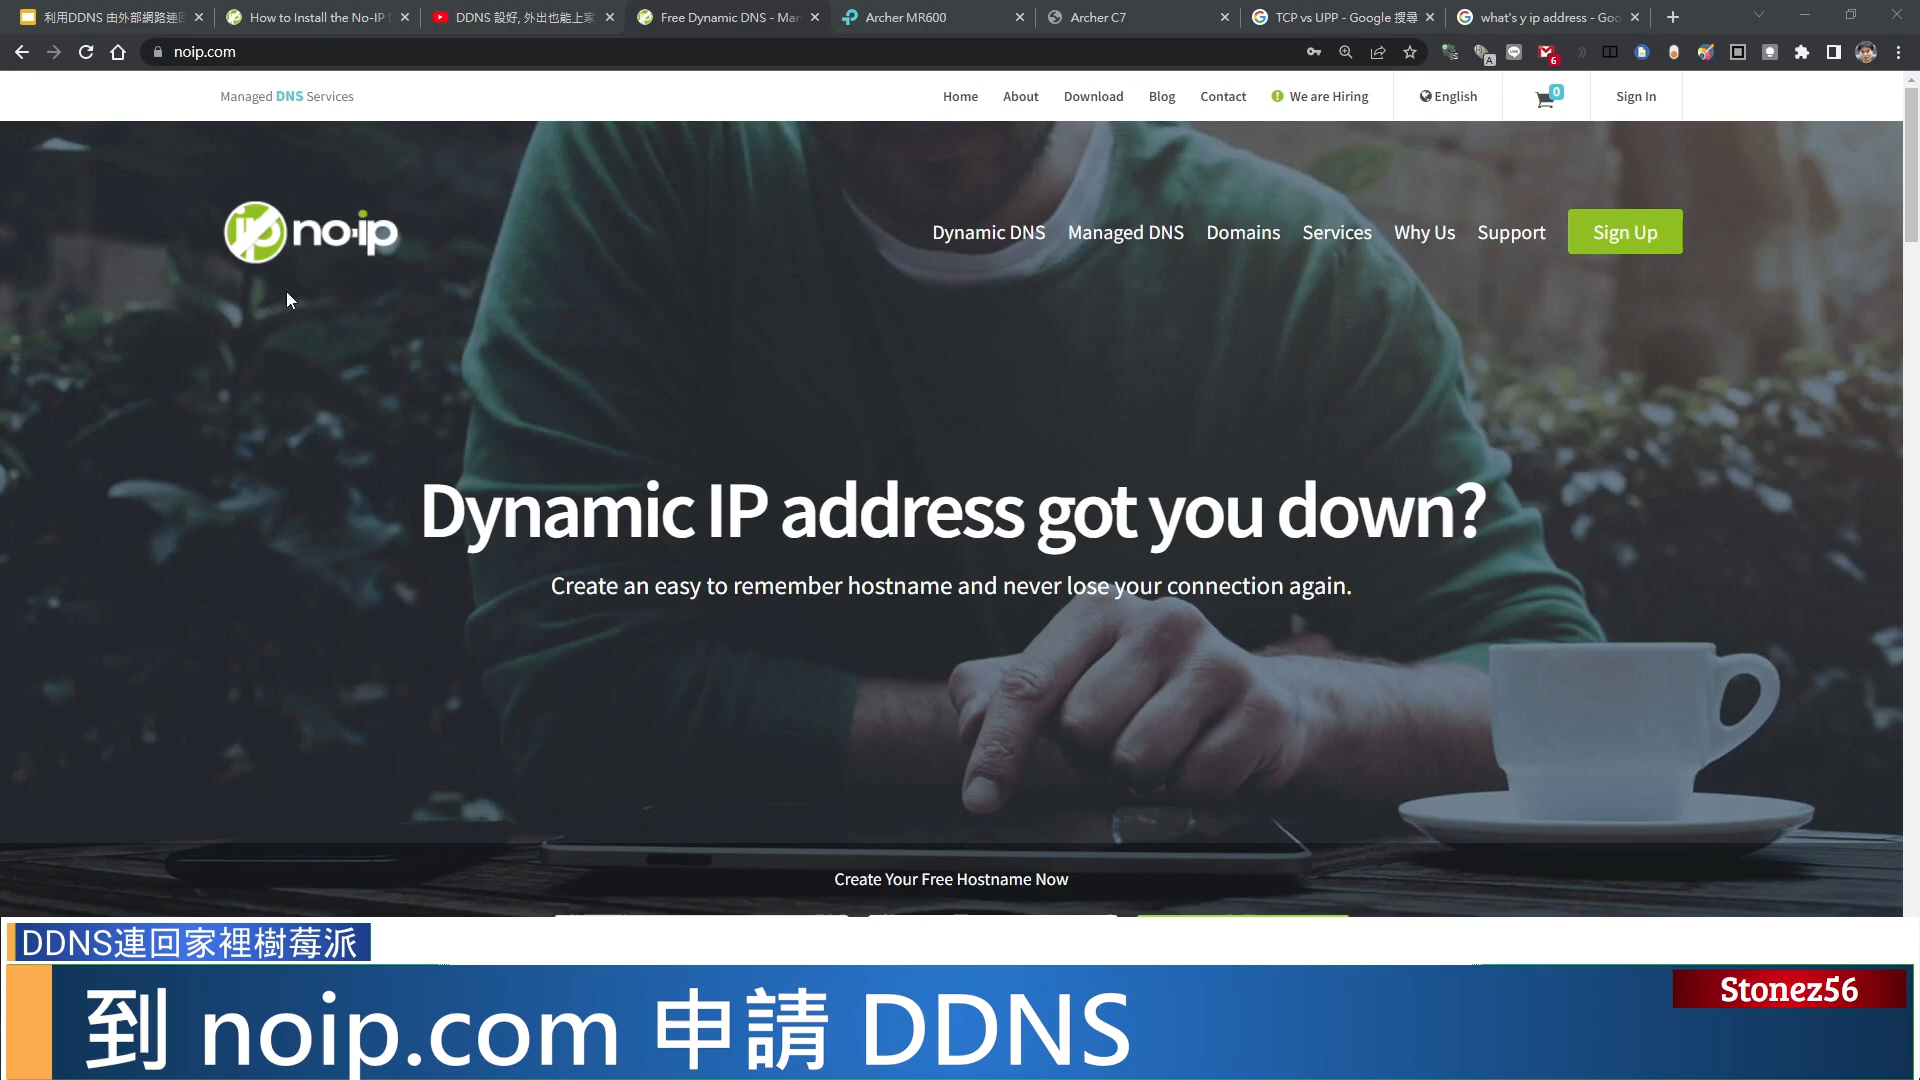 利用DDNS 由外部網路連
How to Install the No-IP
DDNS 設好, 外出也能上
Free Dynamic DNS - Man
Archer MR600
Archer C7
TCP vs UPP - Google 搜尋
what's y ip address - Goo
noip.com
A
6
Managed DNS Services
Home
About
Download
Blog
Contact
We are Hiring
English
0
Sign In
no·ip
Dynamic DNS
Managed DNS
Domains
Services
Why Us
Support
Sign Up
Dynamic IP address got you down?
Create an easy to remember hostname and never lose your connection again.
Create Your Free Hostname Now
DDNS連回家裡樹莓派
Stonez56
到 noip.com 申請 DDNS